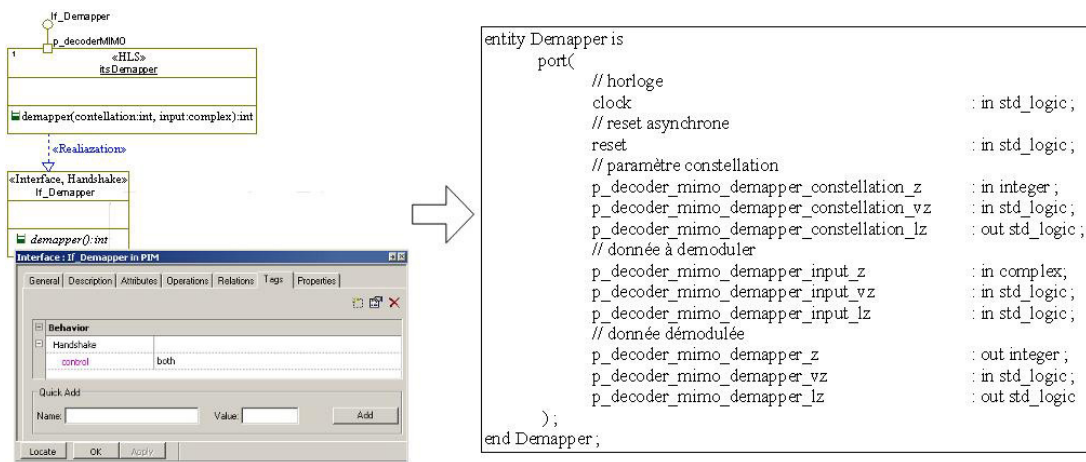 If_Demapper
p_decoderMIMO
1
«HLS»
itsDemapper
demapper(contellation:int, input:complex):int
«Realiazation»
«Interface, Handshake»
If_Demapper
demapper():int
Interface : If_Demapper in PIM
General Description Attributes Operations Relations Tags Properties
Behavior
Handshake
control both
Quick Add
Name: Value: Add
Locate OK Apply
entity Demapper is
port(
// horloge
clock : in std_logic ;
// reset asynchrone
reset : in std_logic ;
// paramètre constellation
p_decoder_mimo_demapper_constellation_z : in integer ;
p_decoder_mimo_demapper_constellation_vz : in std_logic ;
p_decoder_mimo_demapper_constellation_lz : out std_logic ;
// donnée à demoduler
p_decoder_mimo_demapper_input_z : in complex;
p_decoder_mimo_demapper_input_vz : in std_logic ;
p_decoder_mimo_demapper_input_lz : in std_logic ;
// donnée démodulée
p_decoder_mimo_demapper_z : out integer ;
p_decoder_mimo_demapper_vz : in std_logic ;
p_decoder_mimo_demapper_lz : out std_logic
) ;
end Demapper ;